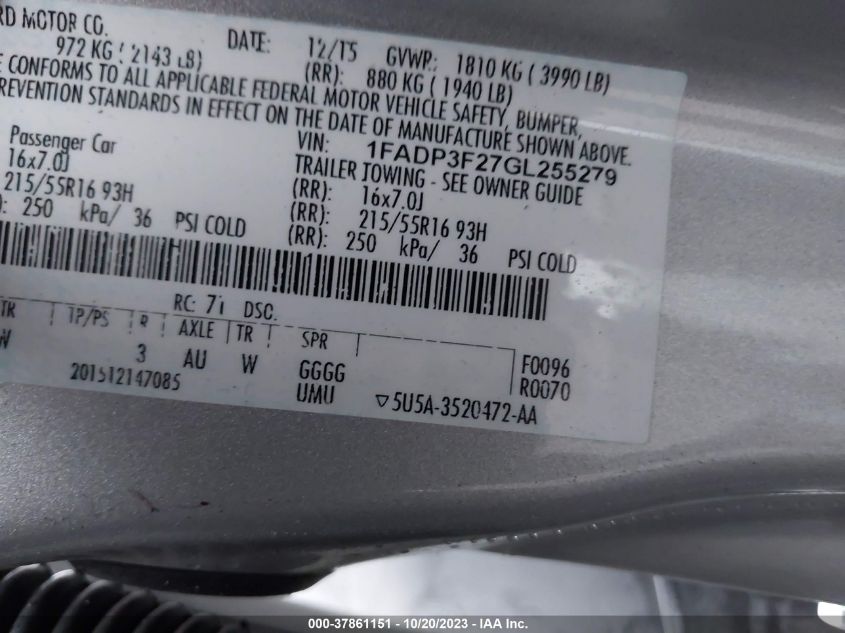 RD MOTOR CO.
DATE: 12/15 GVWR: 1810 KG ( 3990 LB)
972 KG ( 2143 LB) (RR): 880 KG ( 1940 LB)
E CONFORMS TO ALL APPLICABLE FEDERAL MOTOR VEHICLE SAFETY, BUMPER,
REVENTION STANDARDS IN EFFECT ON THE DATE OF MANUFACTURE SHOWN ABOVE.
VIN: 1FADP3F27GL255279
Passenger Car TRAILER TOWING - SEE OWNER GUIDE
16x7.0J (RR): 16x7.0J
215/55R16 93H (RR): 215/55R16 93H
): 250 kPa/ 36 PSI COLD (RR): 250 kPa/ 36 PSI COLD
RC: 71 DSC.
TR TP/PS R AXLE TR SPR
W 3 AU W GGGG F0096
UMU R0070
201512147085 ▽5U5A-3520472-AA
000-37861151 - 10/20/2023 - IAA Inc.